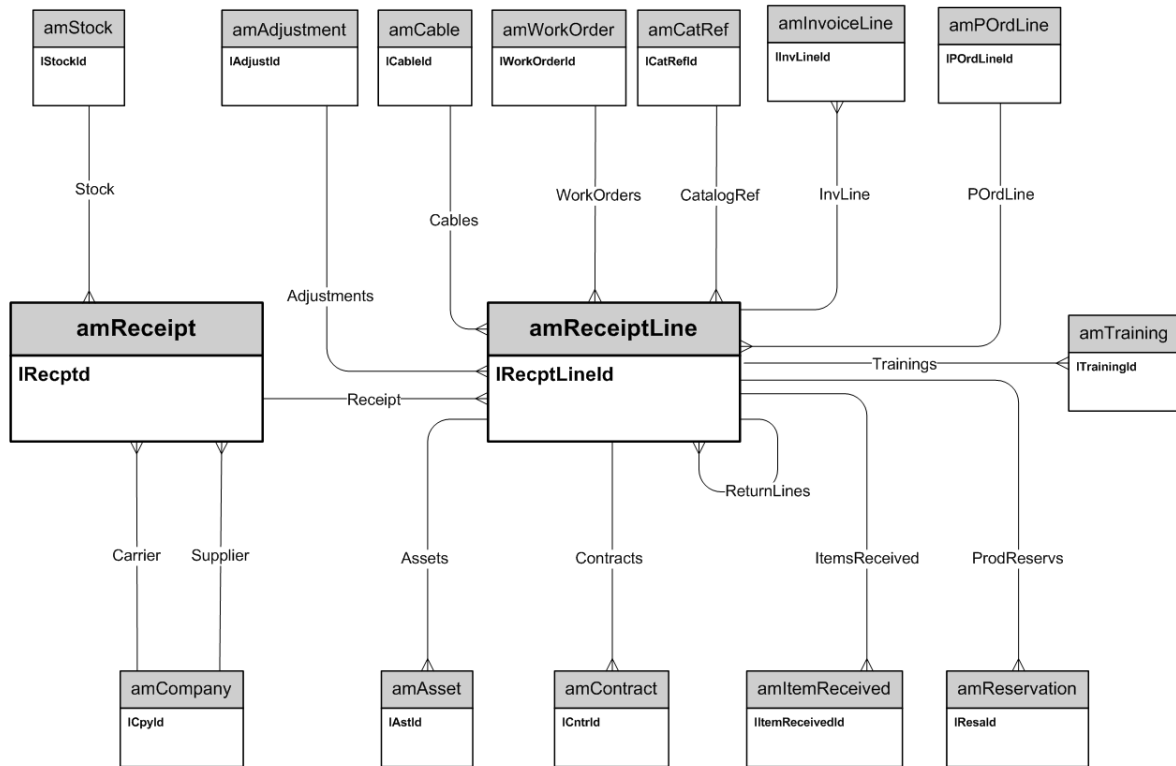 amStock
lStockId
amAdjustment
lAdjustId
amCable
lCableId
amWorkOrder
lWorkOrderId
amCatRef
lCatRefId
amInvoiceLine
lInvLineId
amPOrdLine
lPOrdLineId
Stock
Cables
WorkOrders
CatalogRef
InvLine
POrdLine
Adjustments
amReceipt
lRecptd
amReceiptLine
lRecptLineId
amTraining
lTrainingId
Trainings
Receipt
ReturnLines
Carrier
Supplier
Assets
Contracts
ItemsReceived
ProdReservs
amCompany
lCpyId
amAsset
lAstId
amContract
lCntrId
amItemReceived
lItemReceivedId
amReservation
lResaId